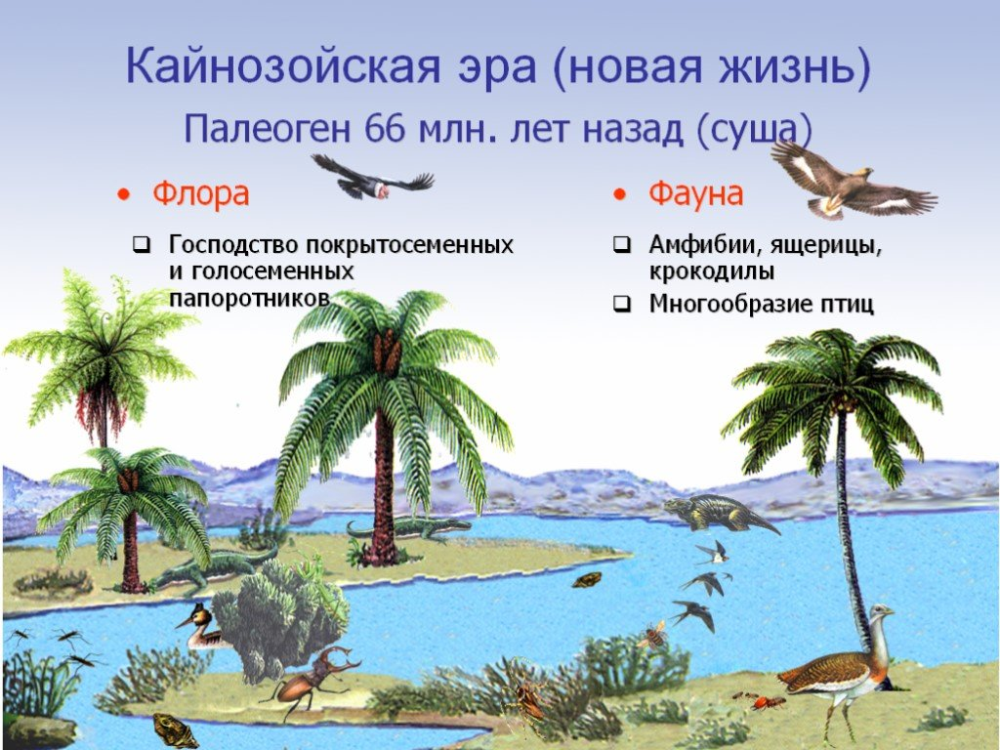 Кайнозойская эра (новая жизнь)
Палеоген 66 млн. лет назад (суша)
• Флора
❑ Господство покрытосеменных
и голосеменных
папоротников
• Фауна
❑ Амфибии, ящерицы,
крокодилы
❑ Многообразие птиц